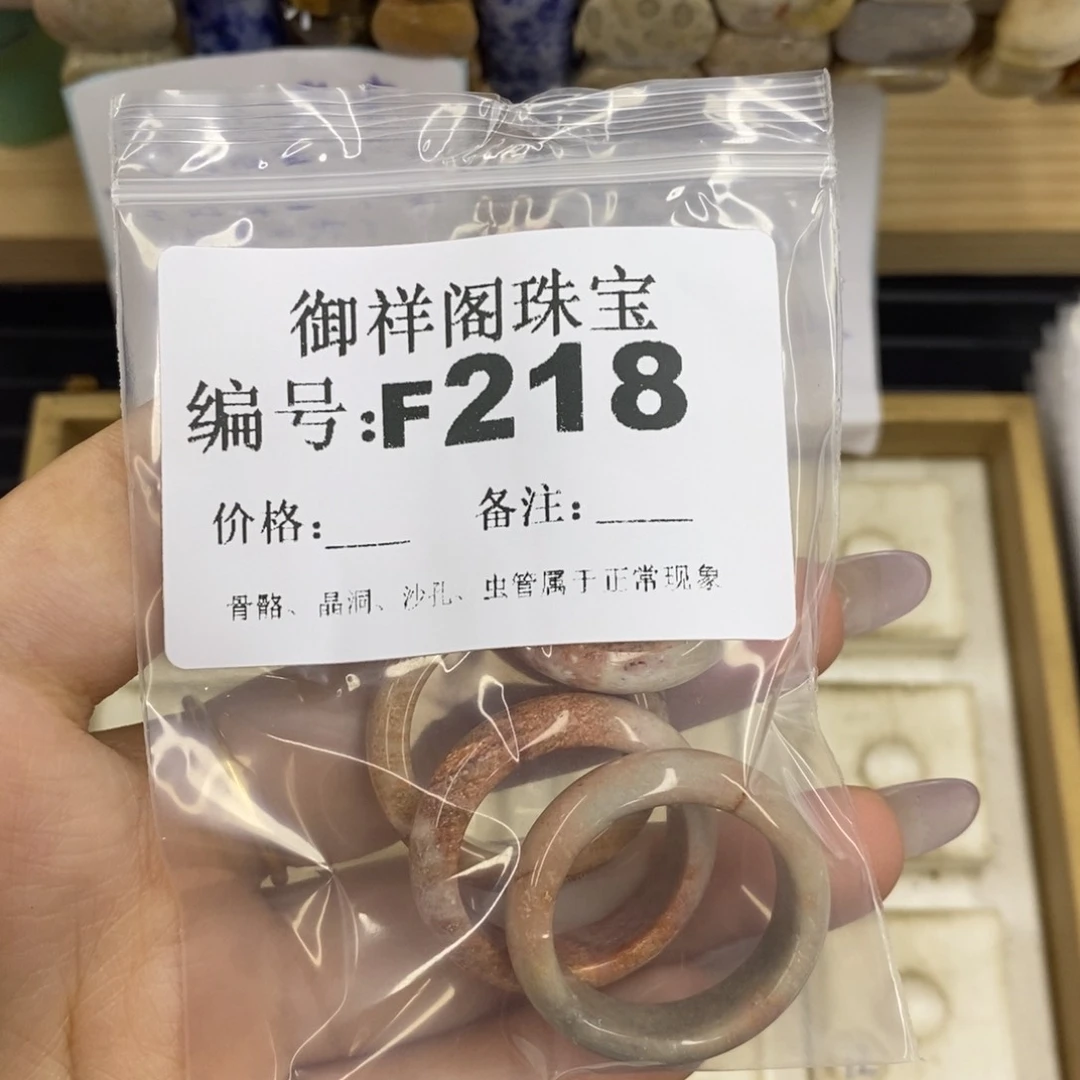 御祥阁珠宝
编号:F218
价格:___ 备注:____
骨骼、晶洞、沙孔、虫管属于正常现象